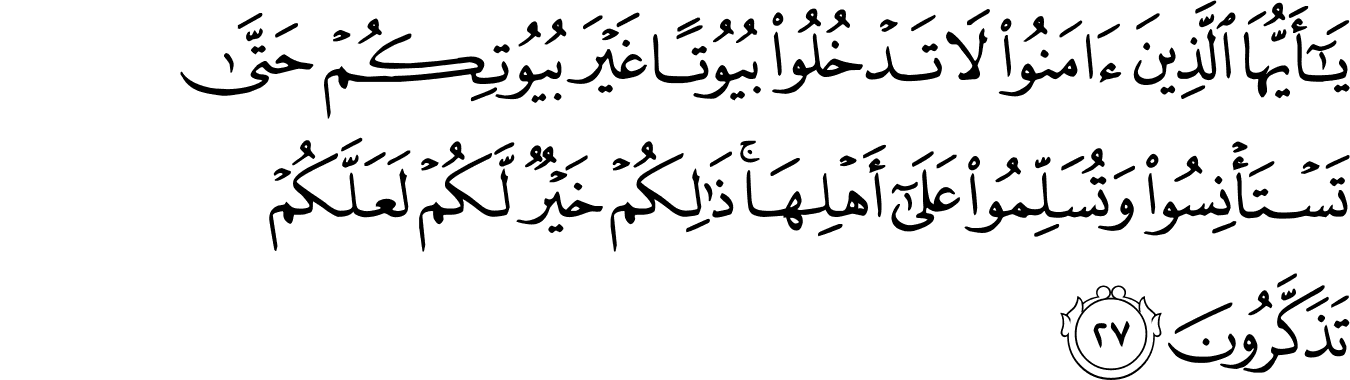 يَـٰٓأَيُّهَا ٱلَّذِينَ ءَامَنُوا۟ لَا تَدْخُلُوا۟ بُيُوتًا غَيْرَ بُيُوتِكُمْ حَتَّىٰ
تَسْتَأْنِسُوا۟ وَتُسَلِّمُوا۟ عَلَىٰٓ أَهْلِهَا ۚ ذَٰلِكُمْ خَيْرٌ لَّكُمْ لَعَلَّكُمْ
تَذَكَّرُونَ ٢٧